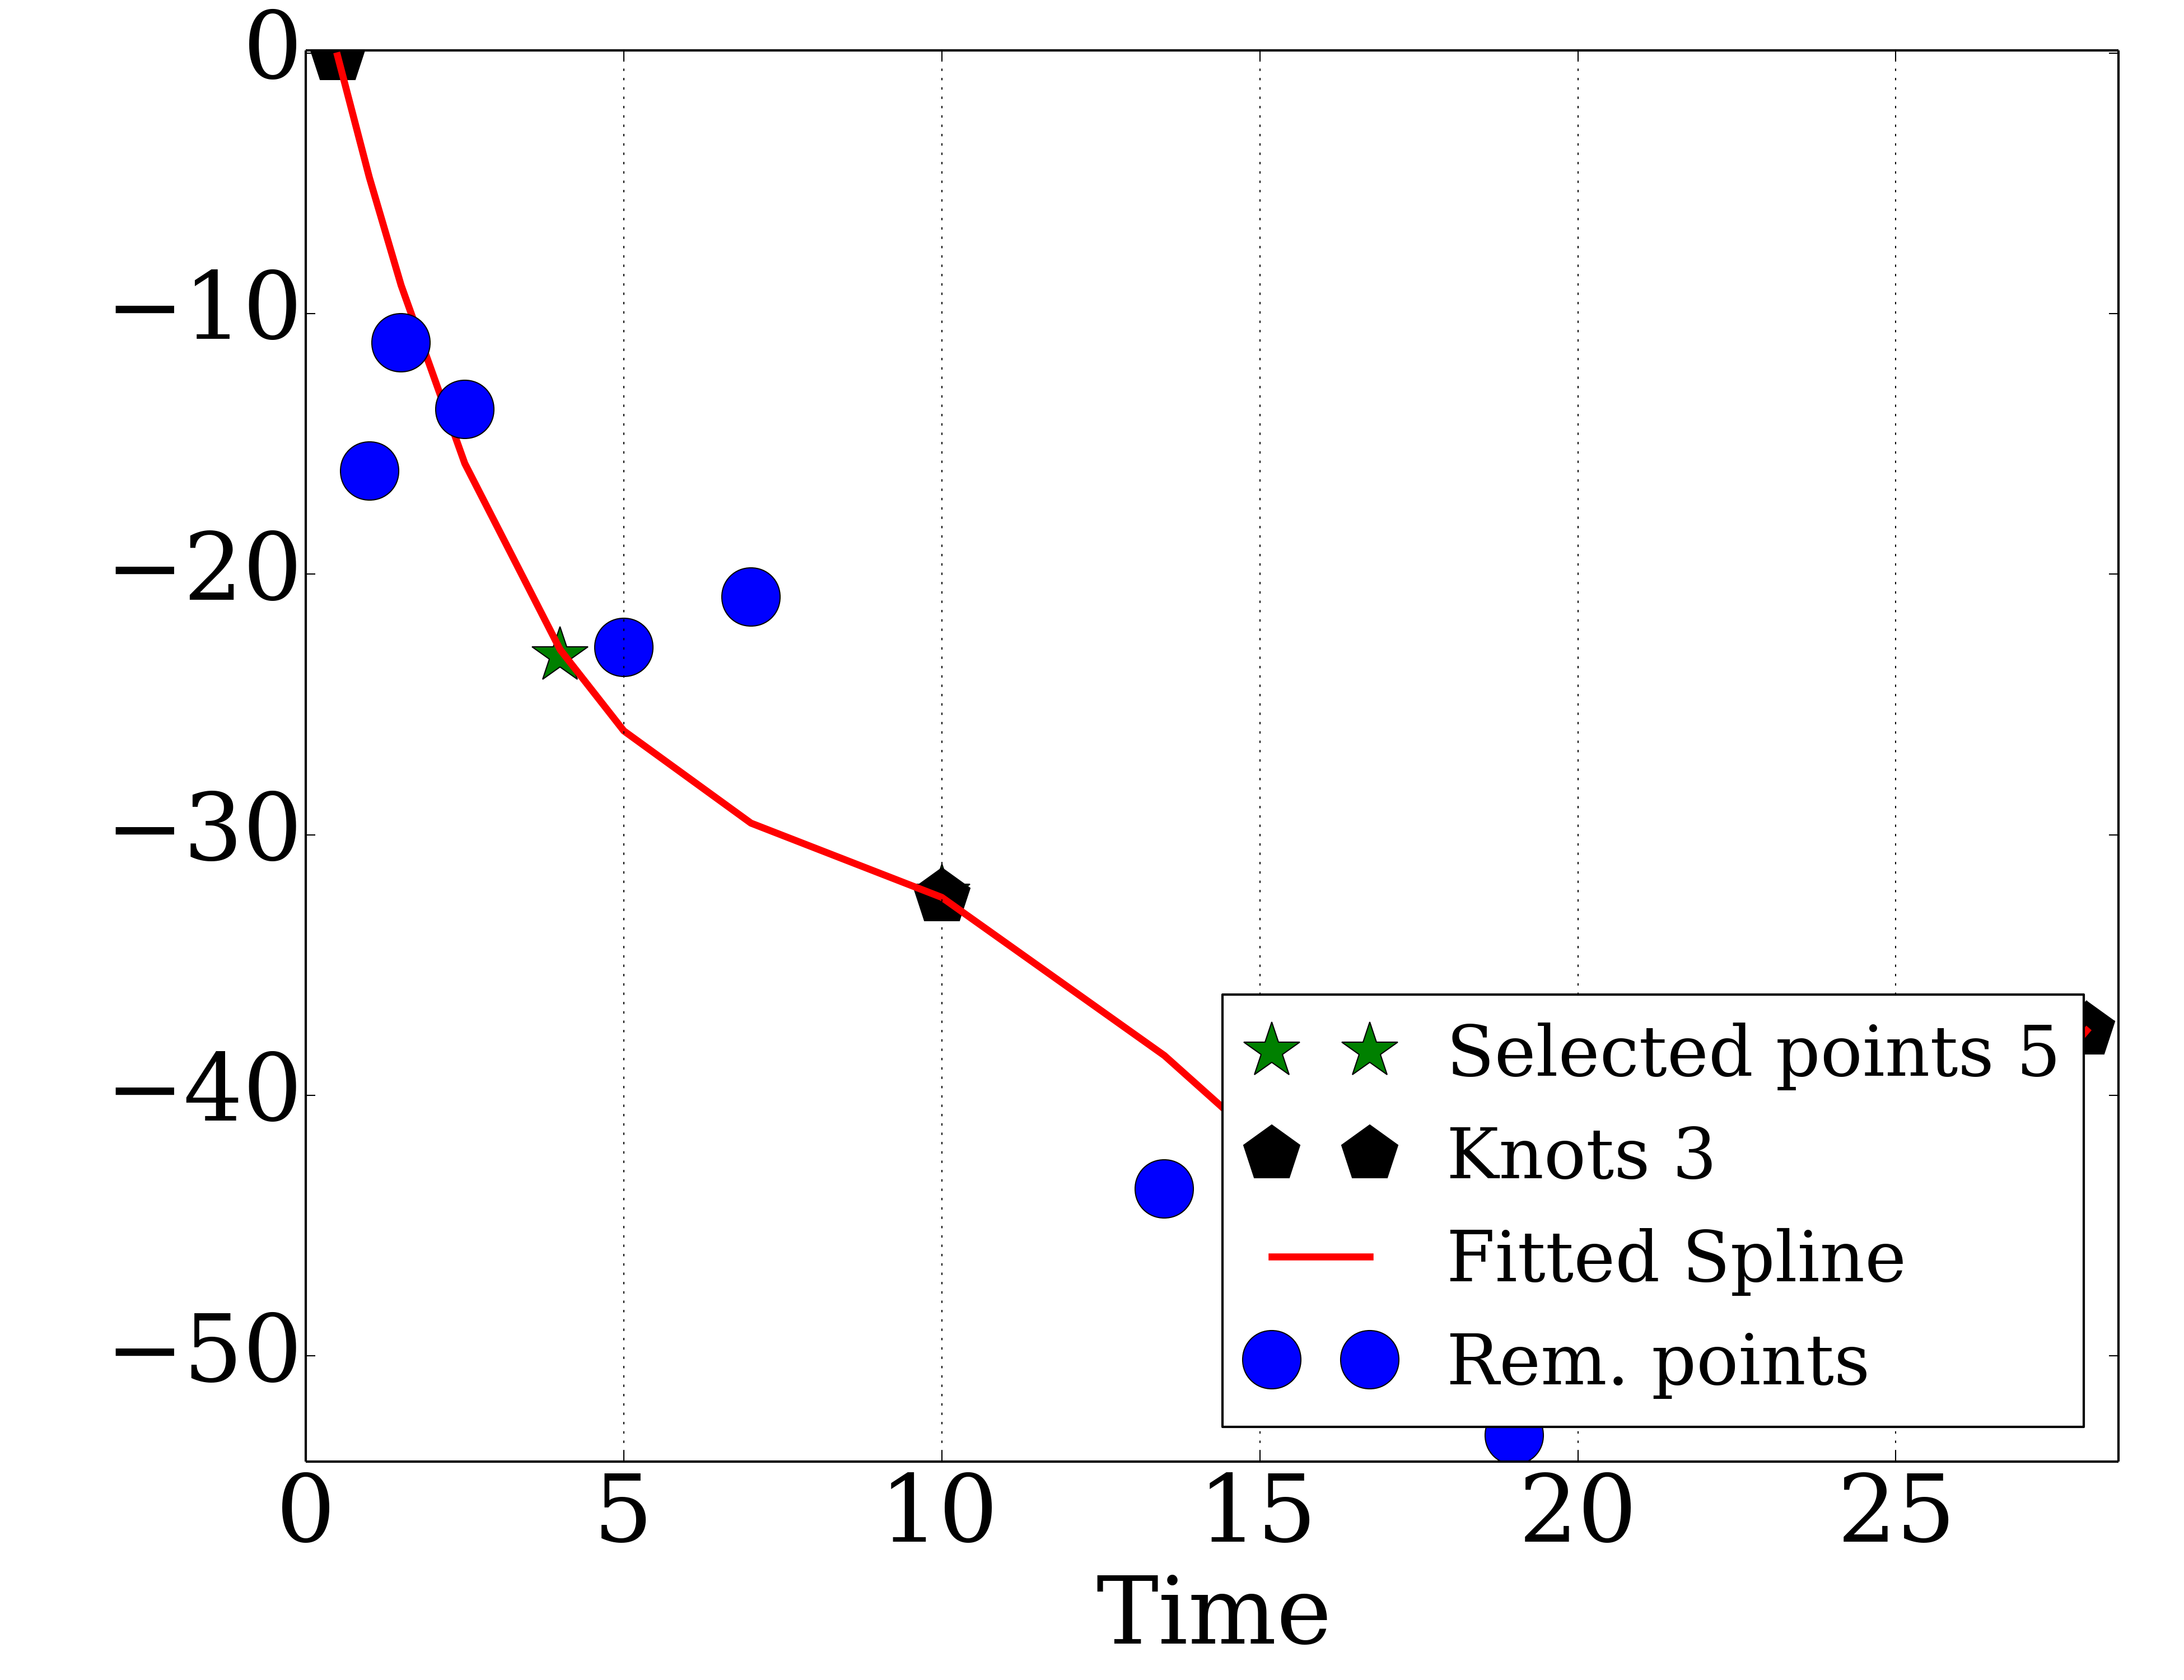 0
−10
−20
−30
−40
−50
Selected points 5
Knots 3
Fitted Spline
Rem. points
0 5 10 15 20 25
Time